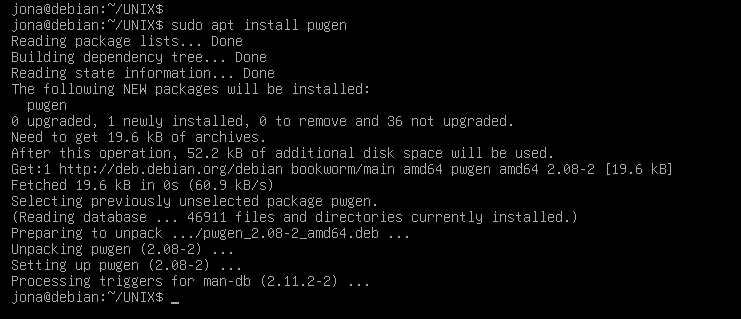 jona@debian:~/UNIX$
jona@debian:~/UNIX$ sudo apt install pwgen
Reading package lists... Done
Building dependency tree... Done
Reading state information... Done
The following NEW packages will be installed:
  pwgen
0 upgraded, 1 newly installed, 0 to remove and 36 not upgraded.
Need to get 19.6 kB of archives.
After this operation, 52.2 kB of additional disk space will be used.
Get:1 http://deb.debian.org/debian bookworm/main amd64 pwgen amd64 2.08-2 [19.6 kB]
Fetched 19.6 kB in 0s (60.9 kB/s)
Selecting previously unselected package pwgen.
(Reading database ... 46911 files and directories currently installed.)
Preparing to unpack .../pwgen_2.08-2_amd64.deb ...
Unpacking pwgen (2.08-2) ...
Setting up pwgen (2.08-2) ...
Processing triggers for man-db (2.11.2-2) ...
jona@debian:~/UNIX$ _